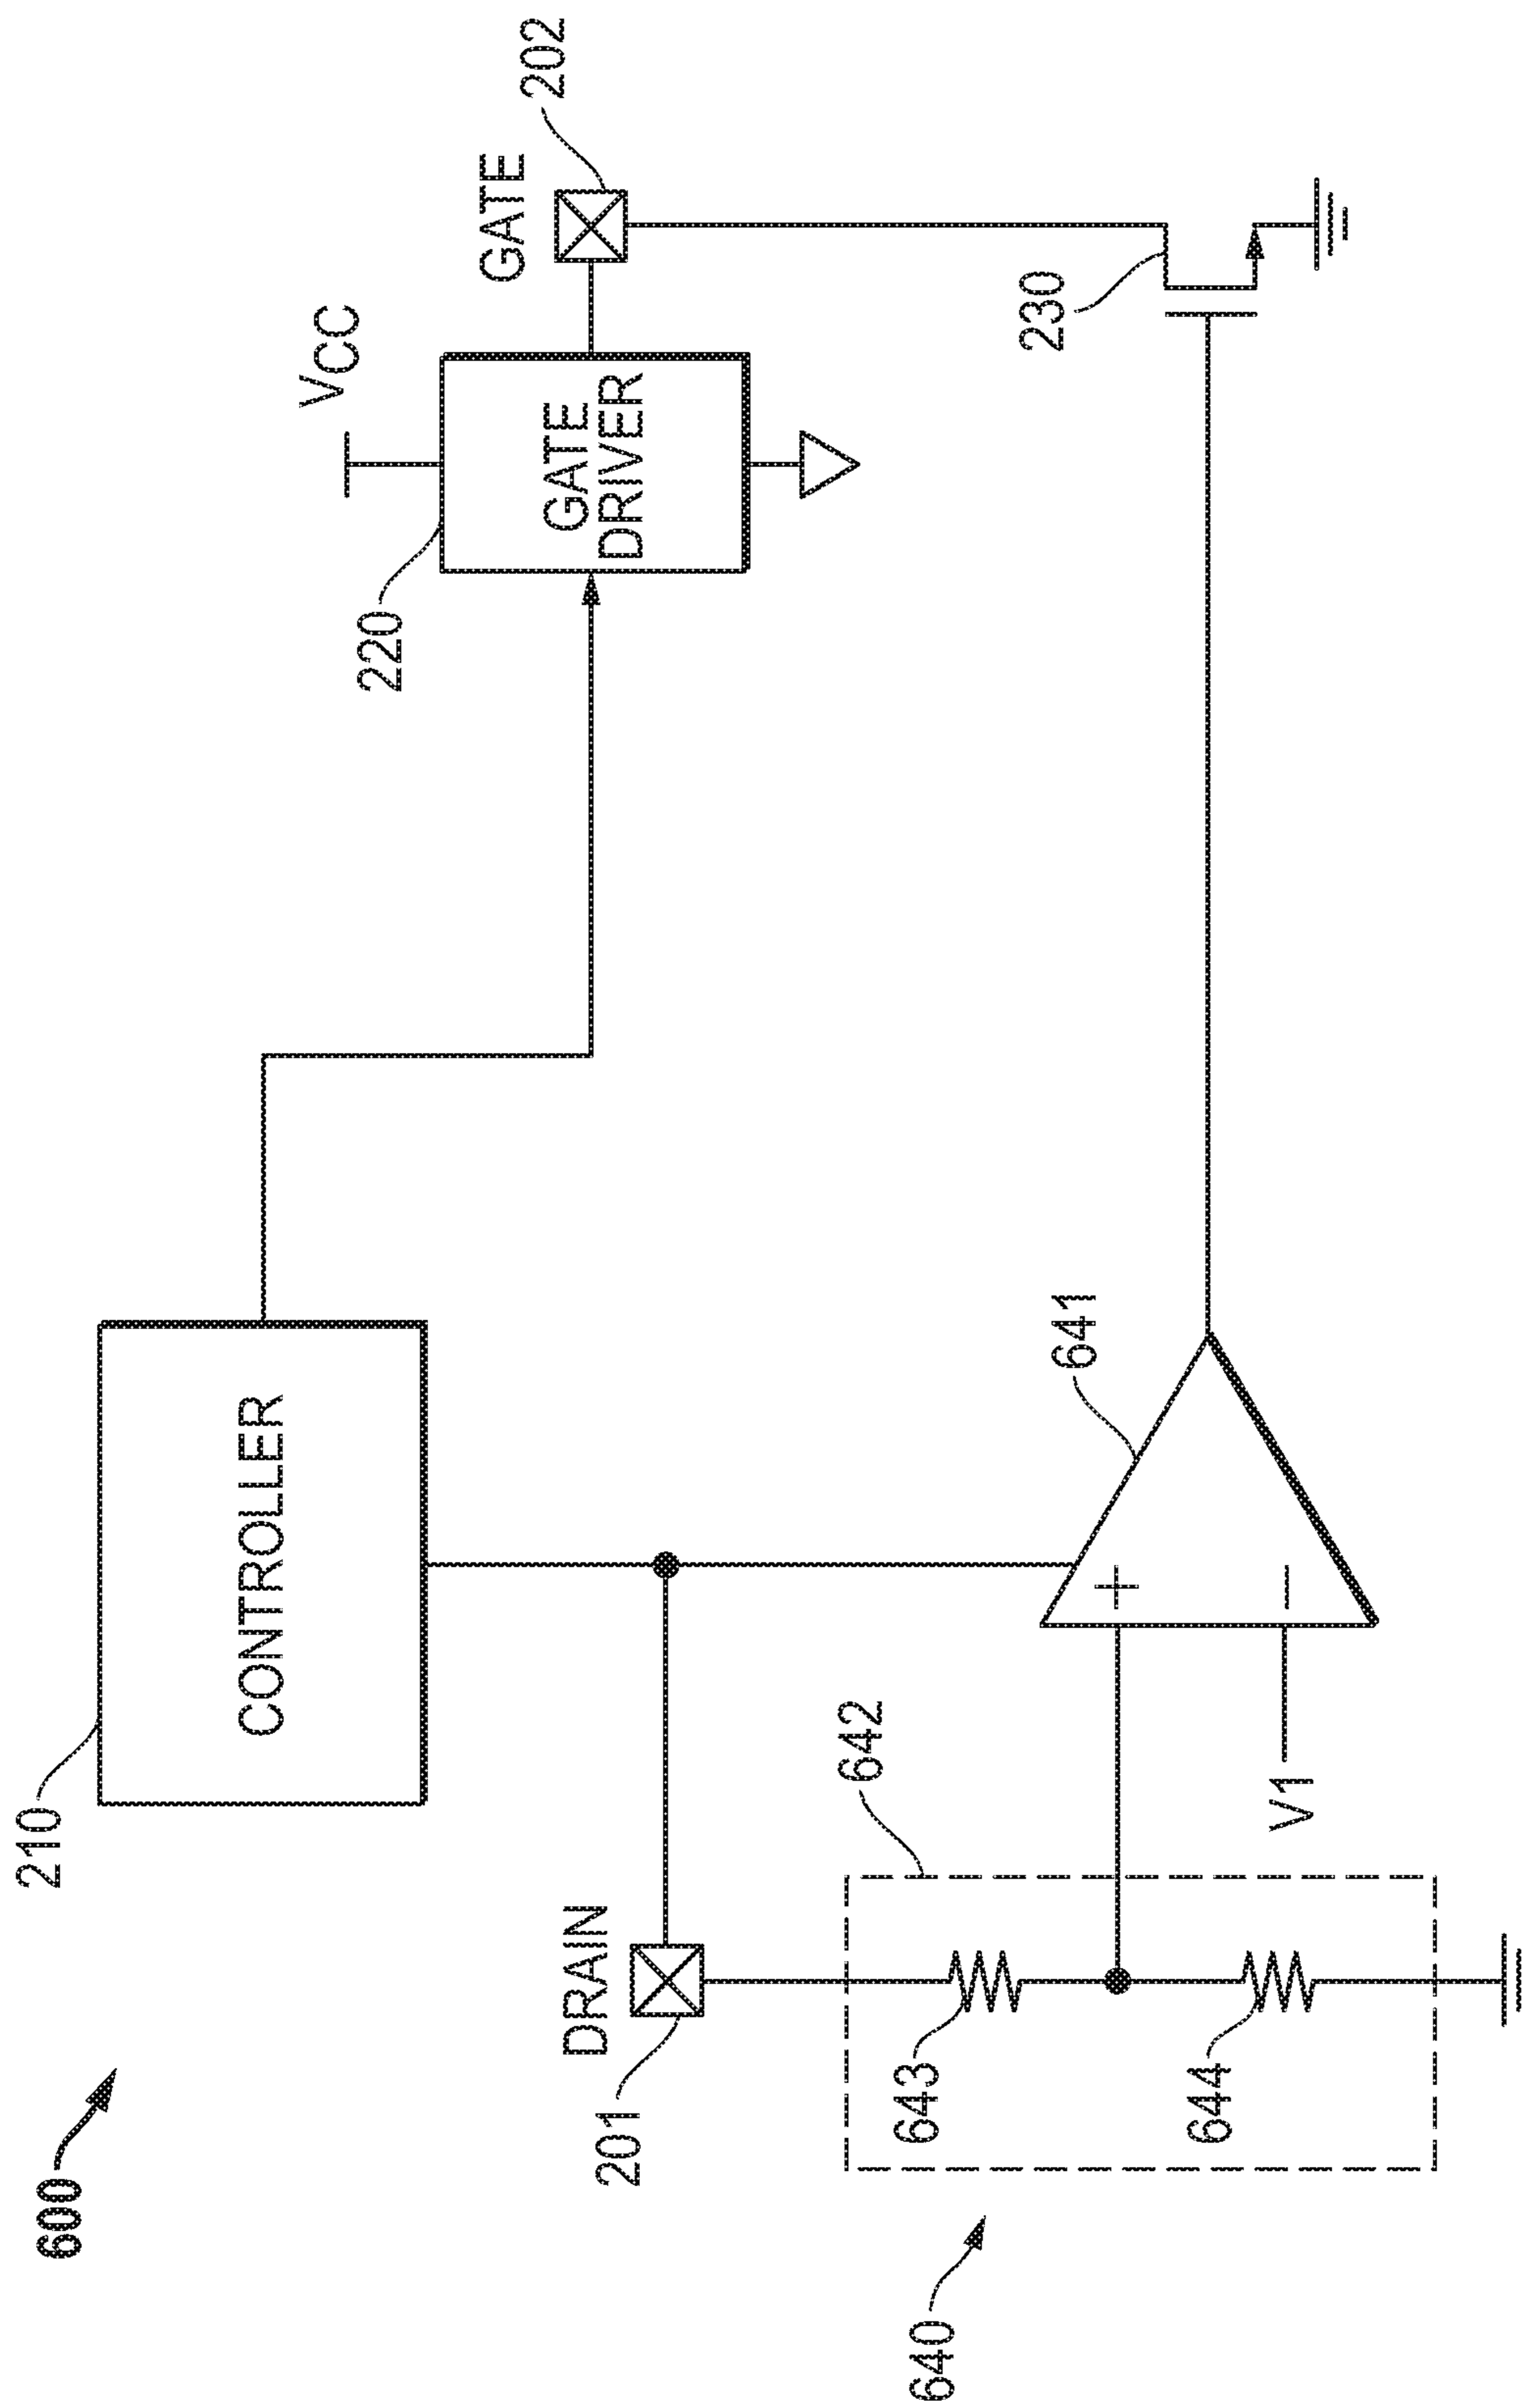 600
210
CONTROLLER
VCC
220
GATE
DRIVER
GATE
202
DRAIN
201
640
642
643
644
641
+
−
V1
230